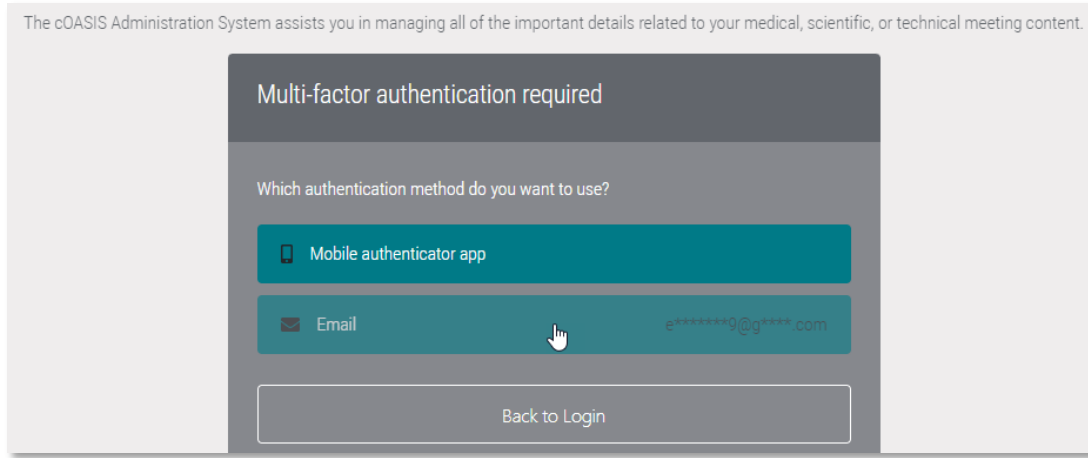 The cOASIS Administration System assists you in managing all of the important details related to your medical, scientific, or technical meeting content.
Multi-factor authentication required
Which authentication method do you want to use?
Mobile authenticator app
Email e*******9@g****.com
Back to Login